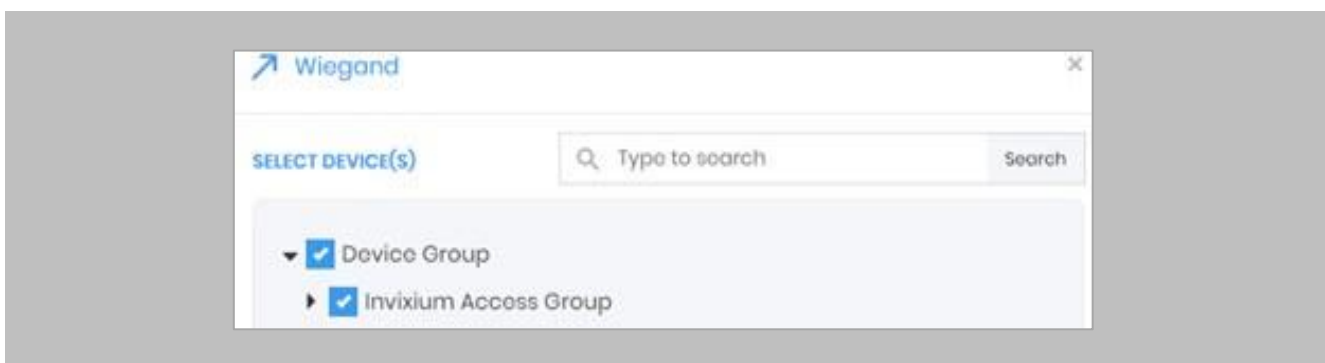 Wiegand
SELECT DEVICE(S)
Type to search
Search
Device Group
Invixium Access Group